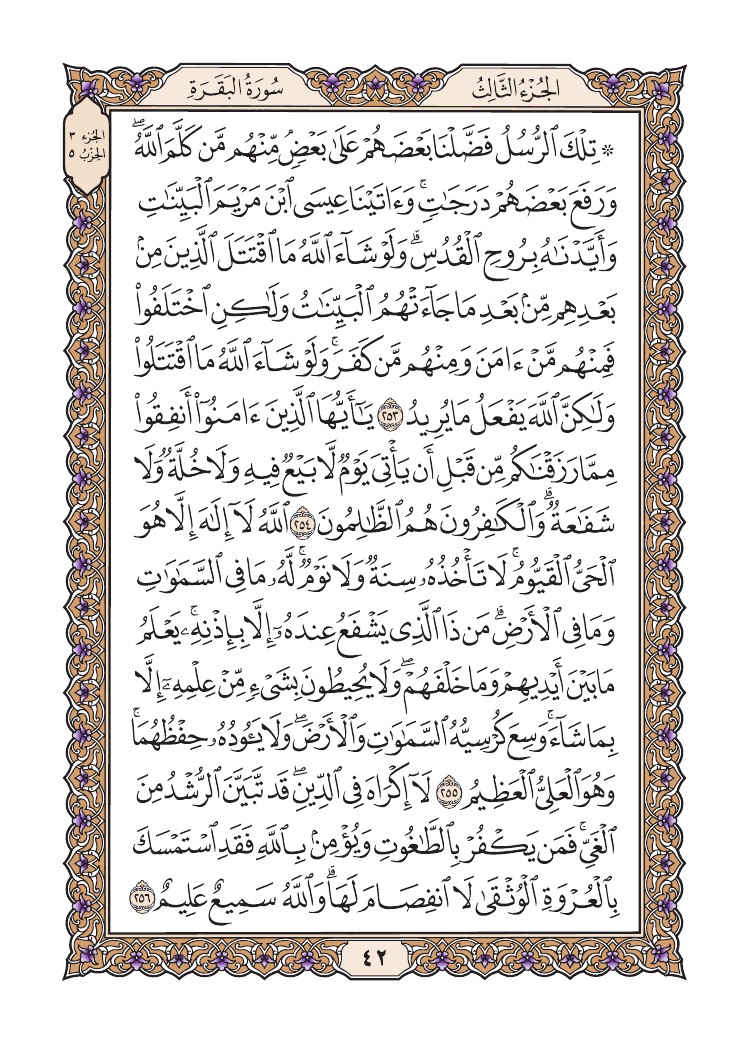 سُورَةُ البَقَرَةِ
الجُزْءُ الثَّالِثُ
الجُزء ٣
الحِزْبُ ٥
۞ تِلْكَ ٱلرُّسُلُ فَضَّلْنَا بَعْضَهُمْ عَلَىٰ بَعْضٍۘ مِّنْهُم مَّن كَلَّمَ ٱللَّهُۖ
وَرَفَعَ بَعْضَهُمْ دَرَجَٰتٍۚ وَءَاتَيْنَا عِيسَى ٱبْنَ مَرْيَمَ ٱلْبَيِّنَٰتِ
وَأَيَّدْنَٰهُ بِرُوحِ ٱلْقُدُسِۗ وَلَوْ شَآءَ ٱللَّهُ مَا ٱقْتَتَلَ ٱلَّذِينَ مِنۢ
بَعْدِهِم مِّنۢ بَعْدِ مَا جَآءَتْهُمُ ٱلْبَيِّنَٰتُ وَلَٰكِنِ ٱخْتَلَفُوا۟
فَمِنْهُم مَّنْ ءَامَنَ وَمِنْهُم مَّن كَفَرَۚ وَلَوْ شَآءَ ٱللَّهُ مَا ٱقْتَتَلُوا۟
وَلَٰكِنَّ ٱللَّهَ يَفْعَلُ مَا يُرِيدُ ٢٥٣ يَٰٓأَيُّهَا ٱلَّذِينَ ءَامَنُوٓا۟ أَنفِقُوا۟
مِمَّا رَزَقْنَٰكُم مِّن قَبْلِ أَن يَأْتِىَ يَوْمٌ لَّا بَيْعٌ فِيهِ وَلَا خُلَّةٌ وَلَا
شَفَٰعَةٌۗ وَٱلْكَٰفِرُونَ هُمُ ٱلظَّٰلِمُونَ ٢٥٤ ٱللَّهُ لَآ إِلَٰهَ إِلَّا هُوَ
ٱلْحَىُّ ٱلْقَيُّومُۚ لَا تَأْخُذُهُۥ سِنَةٌ وَلَا نَوْمٌۚ لَّهُۥ مَا فِى ٱلسَّمَٰوَٰتِ
وَمَا فِى ٱلْأَرْضِۗ مَن ذَا ٱلَّذِى يَشْفَعُ عِندَهُۥٓ إِلَّا بِإِذْنِهِۦۚ يَعْلَمُ
مَا بَيْنَ أَيْدِيهِمْ وَمَا خَلْفَهُمْۖ وَلَا يُحِيطُونَ بِشَىْءٍ مِّنْ عِلْمِهِۦٓ إِلَّا
بِمَا شَآءَۚ وَسِعَ كُرْسِيُّهُ ٱلسَّمَٰوَٰتِ وَٱلْأَرْضَۖ وَلَا يَـُٔودُهُۥ حِفْظُهُمَاۚ
وَهُوَ ٱلْعَلِىُّ ٱلْعَظِيمُ ٢٥٥ لَآ إِكْرَاهَ فِى ٱلدِّينِۖ قَد تَّبَيَّنَ ٱلرُّشْدُ مِنَ
ٱلْغَىِّۚ فَمَن يَكْفُرْ بِٱلطَّٰغُوتِ وَيُؤْمِنۢ بِٱللَّهِ فَقَدِ ٱسْتَمْسَكَ
بِٱلْعُرْوَةِ ٱلْوُثْقَىٰ لَا ٱنفِصَامَ لَهَاۗ وَٱللَّهُ سَمِيعٌ عَلِيمٌ ٢٥٦
٤٢